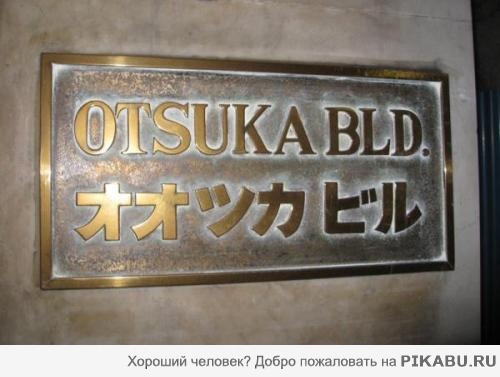 OTSUKA BLD.
オオツカ ビル
Хороший человек? Добро пожаловать на PIKABU.RU